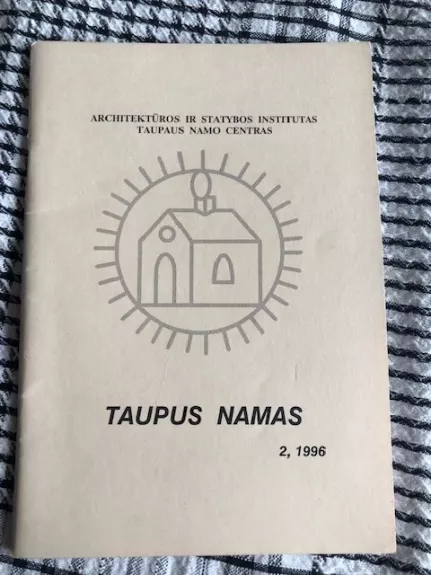 ARCHITEKTŪROS IR STATYBOS INSTITUTAS
TAUPAUS NAMO CENTRAS
TAUPUS NAMAS
2, 1996